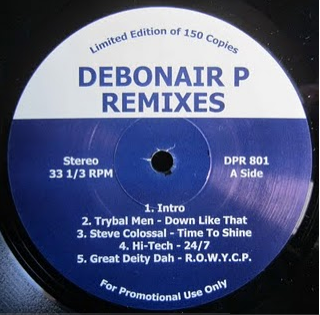 Limited Edition of 150 Copies
DEBONAIR P
REMIXES
Stereo
33 1/3 RPM
DPR 801
A Side
1. Intro
2. Trybal Men - Down Like That
3. Steve Colossal - Time To Shine
4. Hi-Tech - 24/7
5. Great Deity Dah - R.O.W.Y.C.P.
For Promotional Use Only